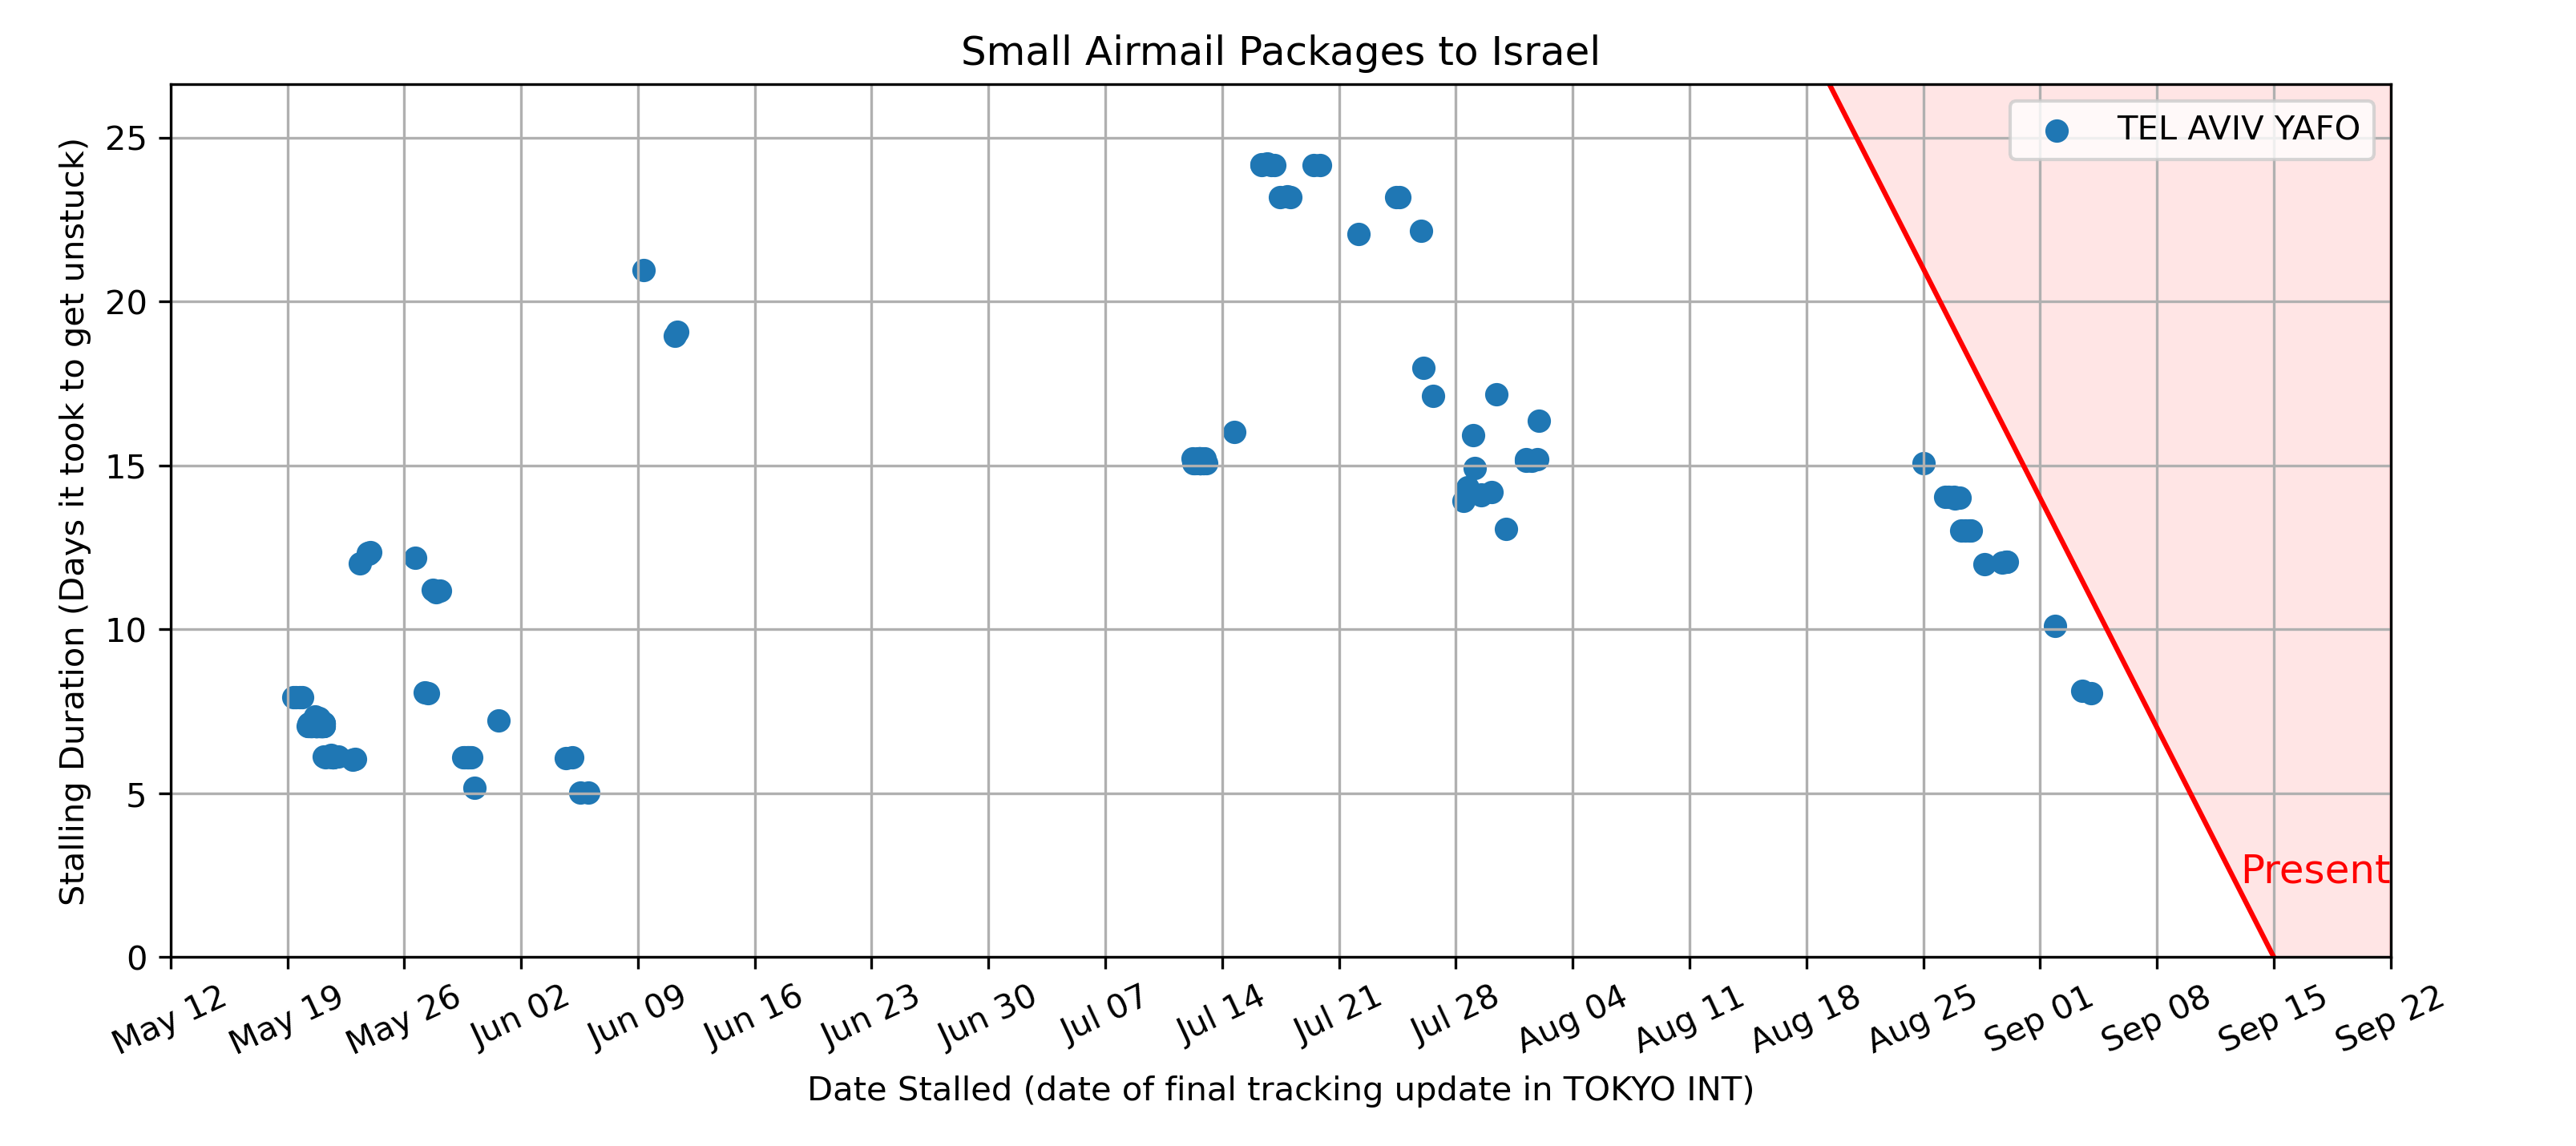 Small Airmail Packages to Israel
TEL AVIV YAFO
Stalling Duration (Days it took to get unstuck)
25
20
15
10
5
0
Present
May 12
May 19
May 26
Jun 02
Jun 09
Jun 16
Jun 23
Jun 30
Jul 07
Jul 14
Jul 21
Jul 28
Aug 04
Aug 11
Aug 18
Aug 25
Sep 01
Sep 08
Sep 15
Sep 22
Date Stalled (date of final tracking update in TOKYO INT)